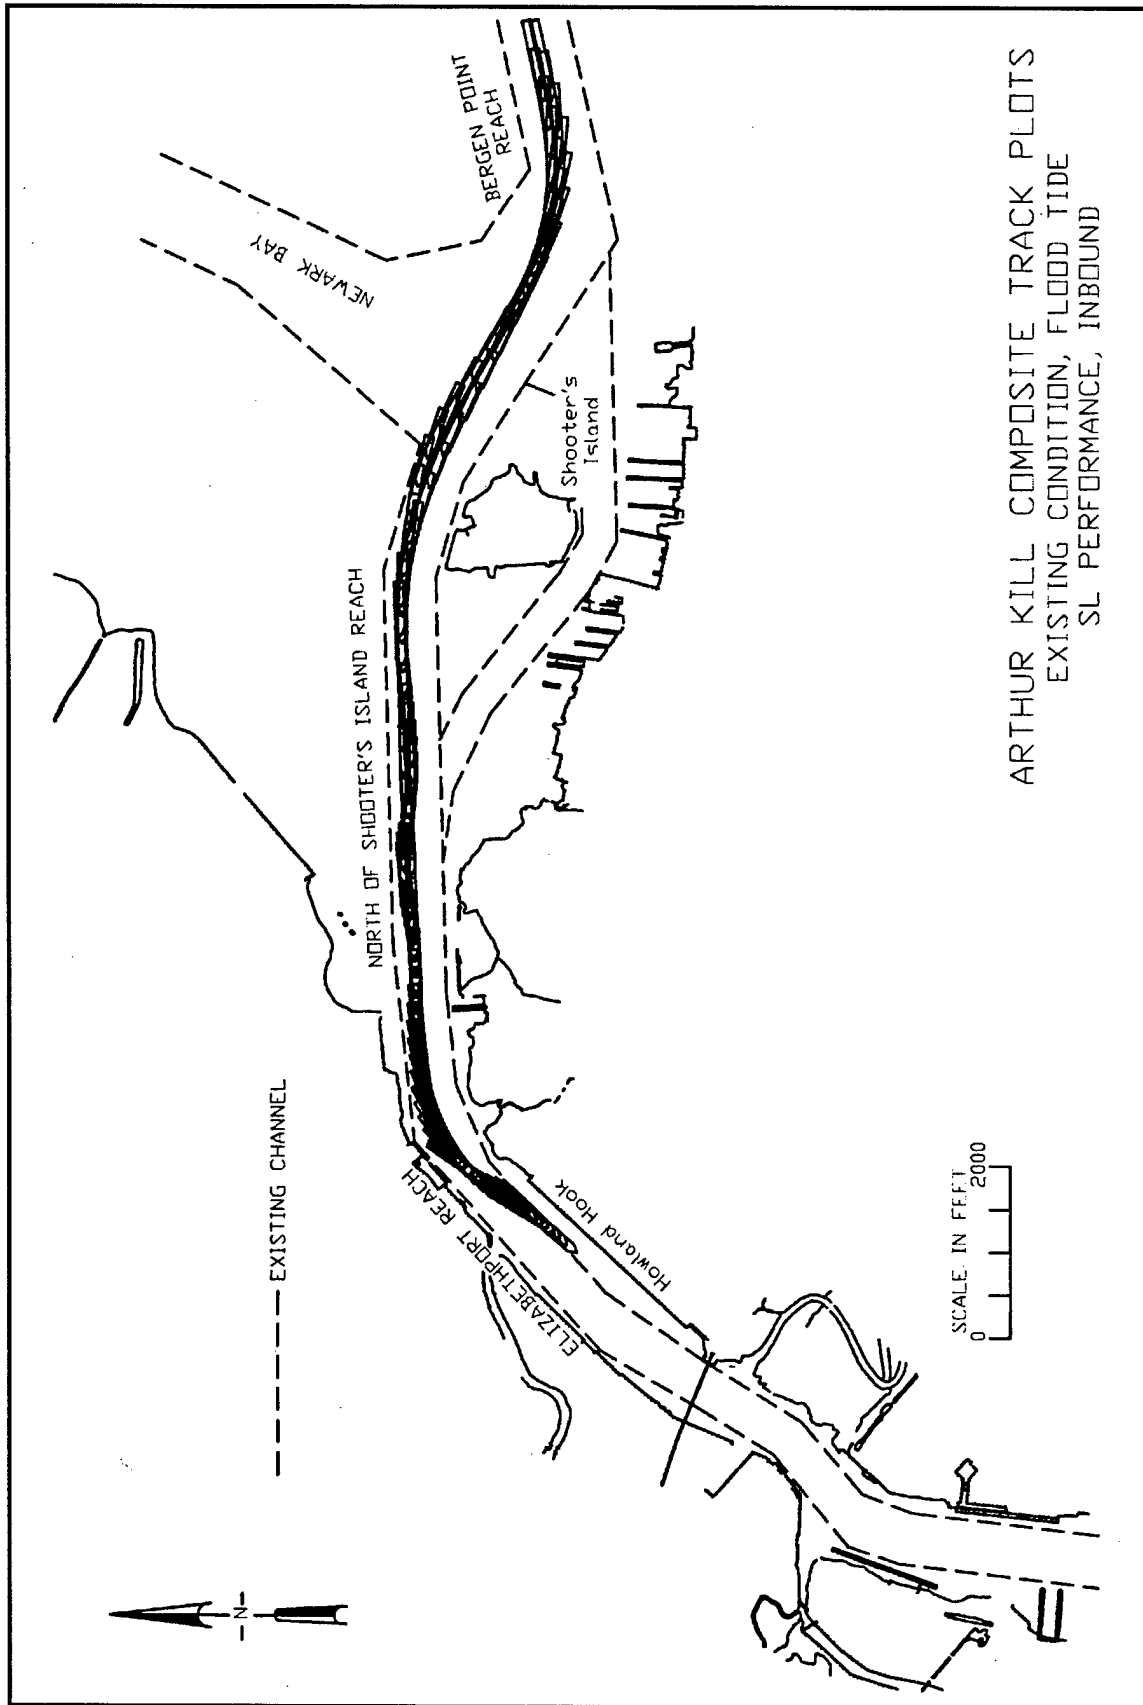 ARTHUR KILL COMPOSITE TRACK PLOTS
EXISTING CONDITION, FLOOD TIDE
SL PERFORMANCE, INBOUND
BERGEN POINT
REACH
NEWARK BAY
Shooter's
Island
NORTH OF SHOOTER'S ISLAND REACH
EXISTING CHANNEL
ELIZABETHPORT REACH
Howland Hook
SCALE IN FEET
0 2000
N